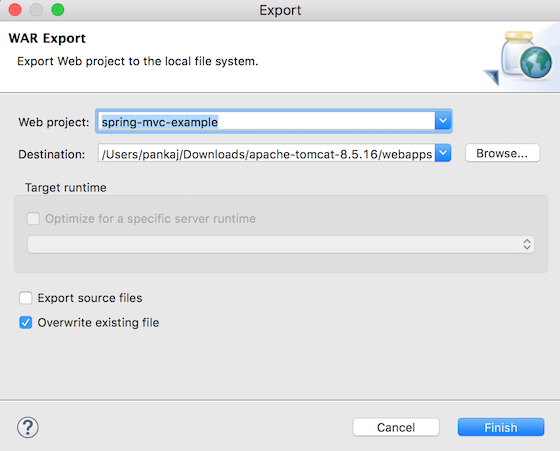 Export
WAR Export
Export Web project to the local file system.
Web project: spring-mvc-example
Destination: /Users/pankaj/Downloads/apache-tomcat-8.5.16/webapps Browse...
Target runtime
Optimize for a specific server runtime
Export source files
Overwrite existing file
? Cancel Finish